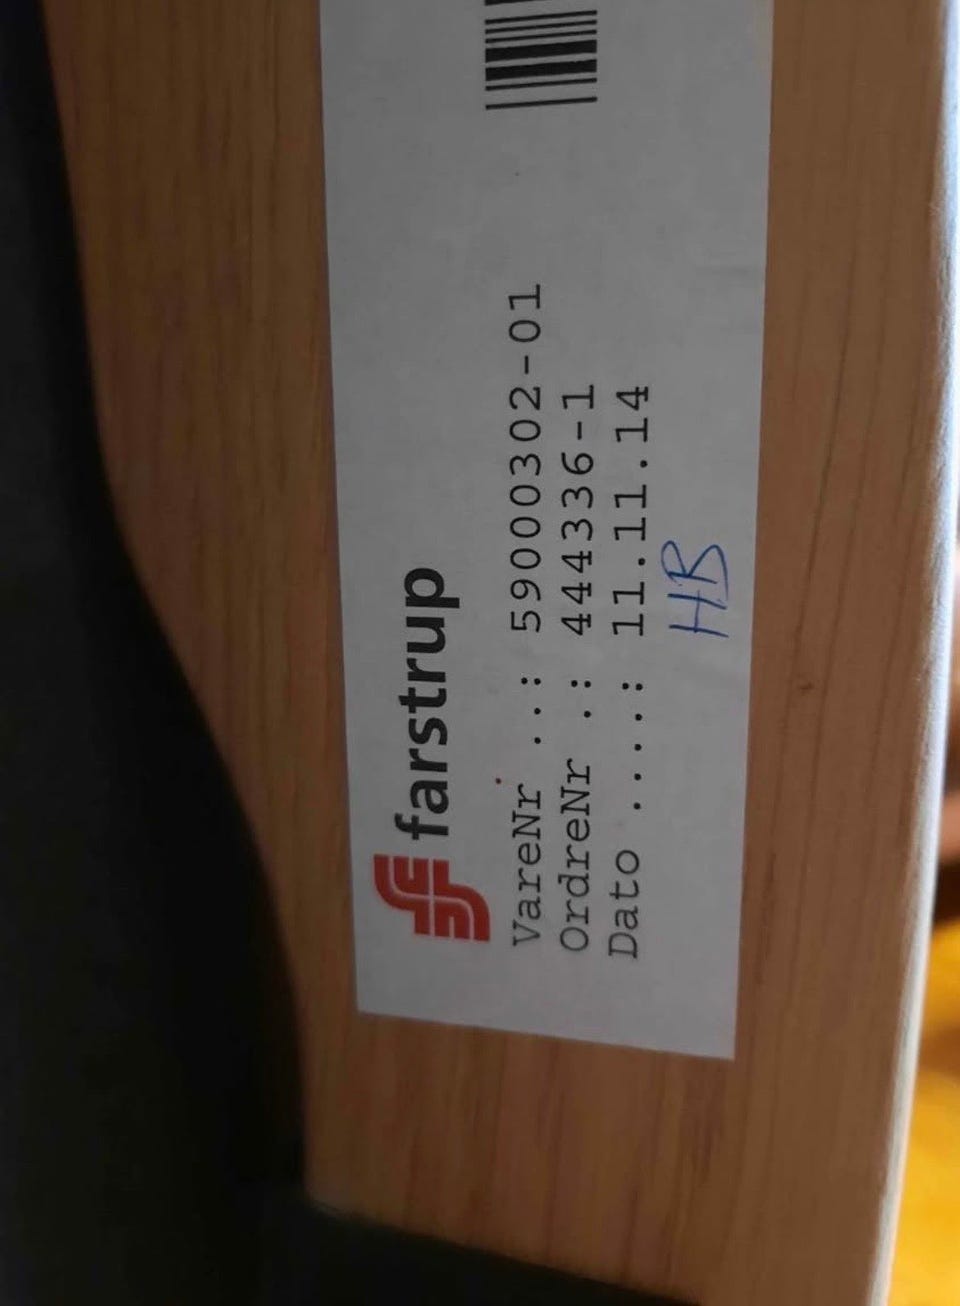 farstrup
VareNr ..: 59000302-01
OrdreNr .: 444336-1
Dato ....: 11.11.14
HB